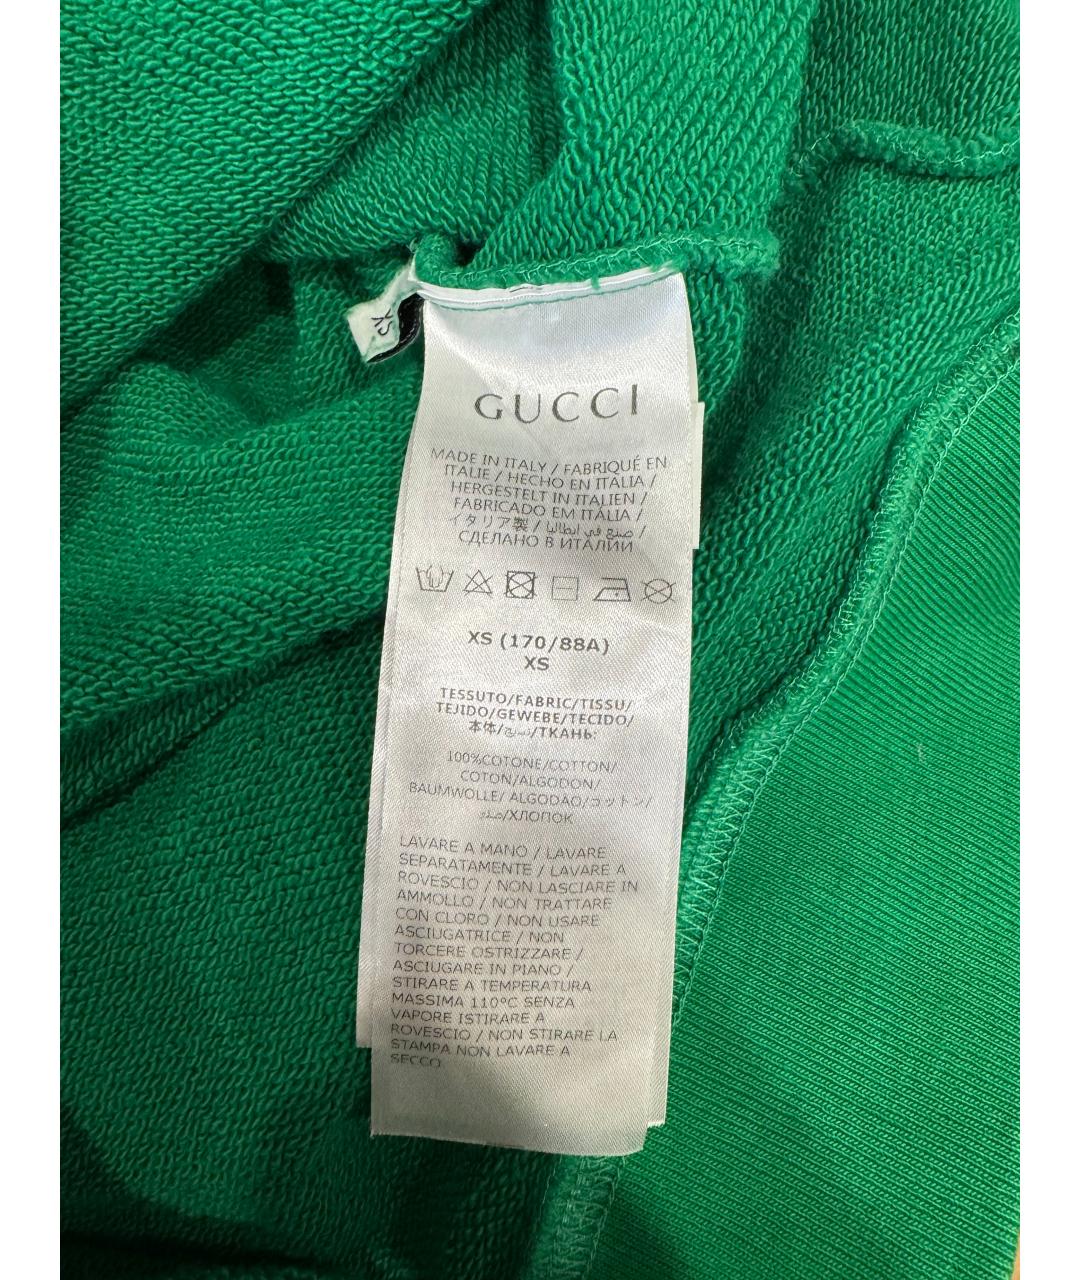 XS
GUCCI
MADE IN ITALY / FABRIQUÉ EN
ITALIE / HECHO EN ITALIA /
HERGESTELT IN ITALIEN /
FABRICADO EM ITÁLIA /
イタリア製 / صنع في ايطاليا /
СДЕЛАНО В ИТАЛИИ
XS (170/88A)
XS
TESSUTO/FABRIC/TISSU/
TEJIDO/GEWEBE/TECIDO/
本体/نسيج/ТКАНЬ:
100%COTONE/COTTON/
COTON/ALGODON/
BAUMWOLLE/ ALGODAO/コットン/
/ХЛОПОК
LAVARE A MANO / LAVARE
SEPARATAMENTE / LAVARE A
ROVESCIO / NON LASCIARE IN
AMMOLLO / NON TRATTARE
CON CLORO / NON USARE
ASCIUGATRICE / NON
TORCERE OSTRIZZARE /
ASCIUGARE IN PIANO /
STIRARE A TEMPERATURA
MASSIMA 110°C SENZA
VAPORE ISTIRARE A
ROVESCIO / NON STIRARE LA
STAMPA NON LAVARE A
SECCO